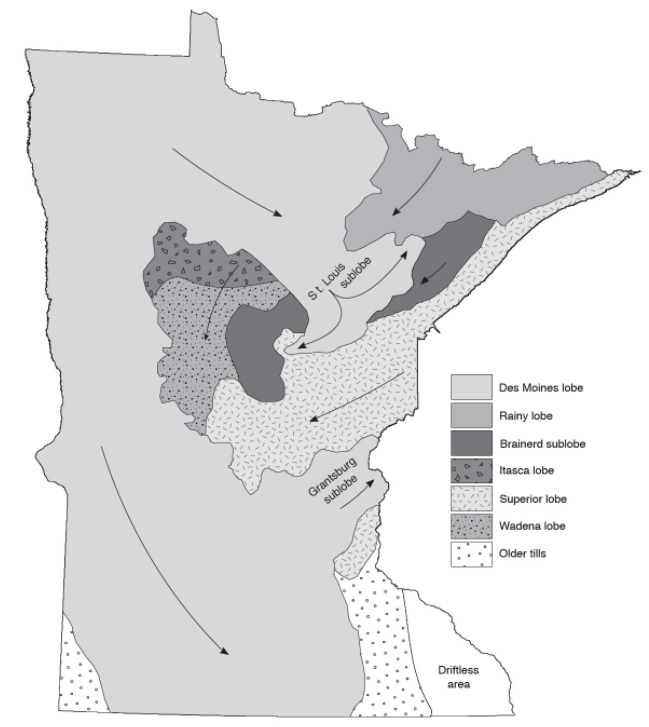 St. Louis
sublobe
Grantsburg
sublobe
Des Moines lobe
Rainy lobe
Brainerd sublobe
Itasca lobe
Superior lobe
Wadena lobe
Older tills
Driftless
area